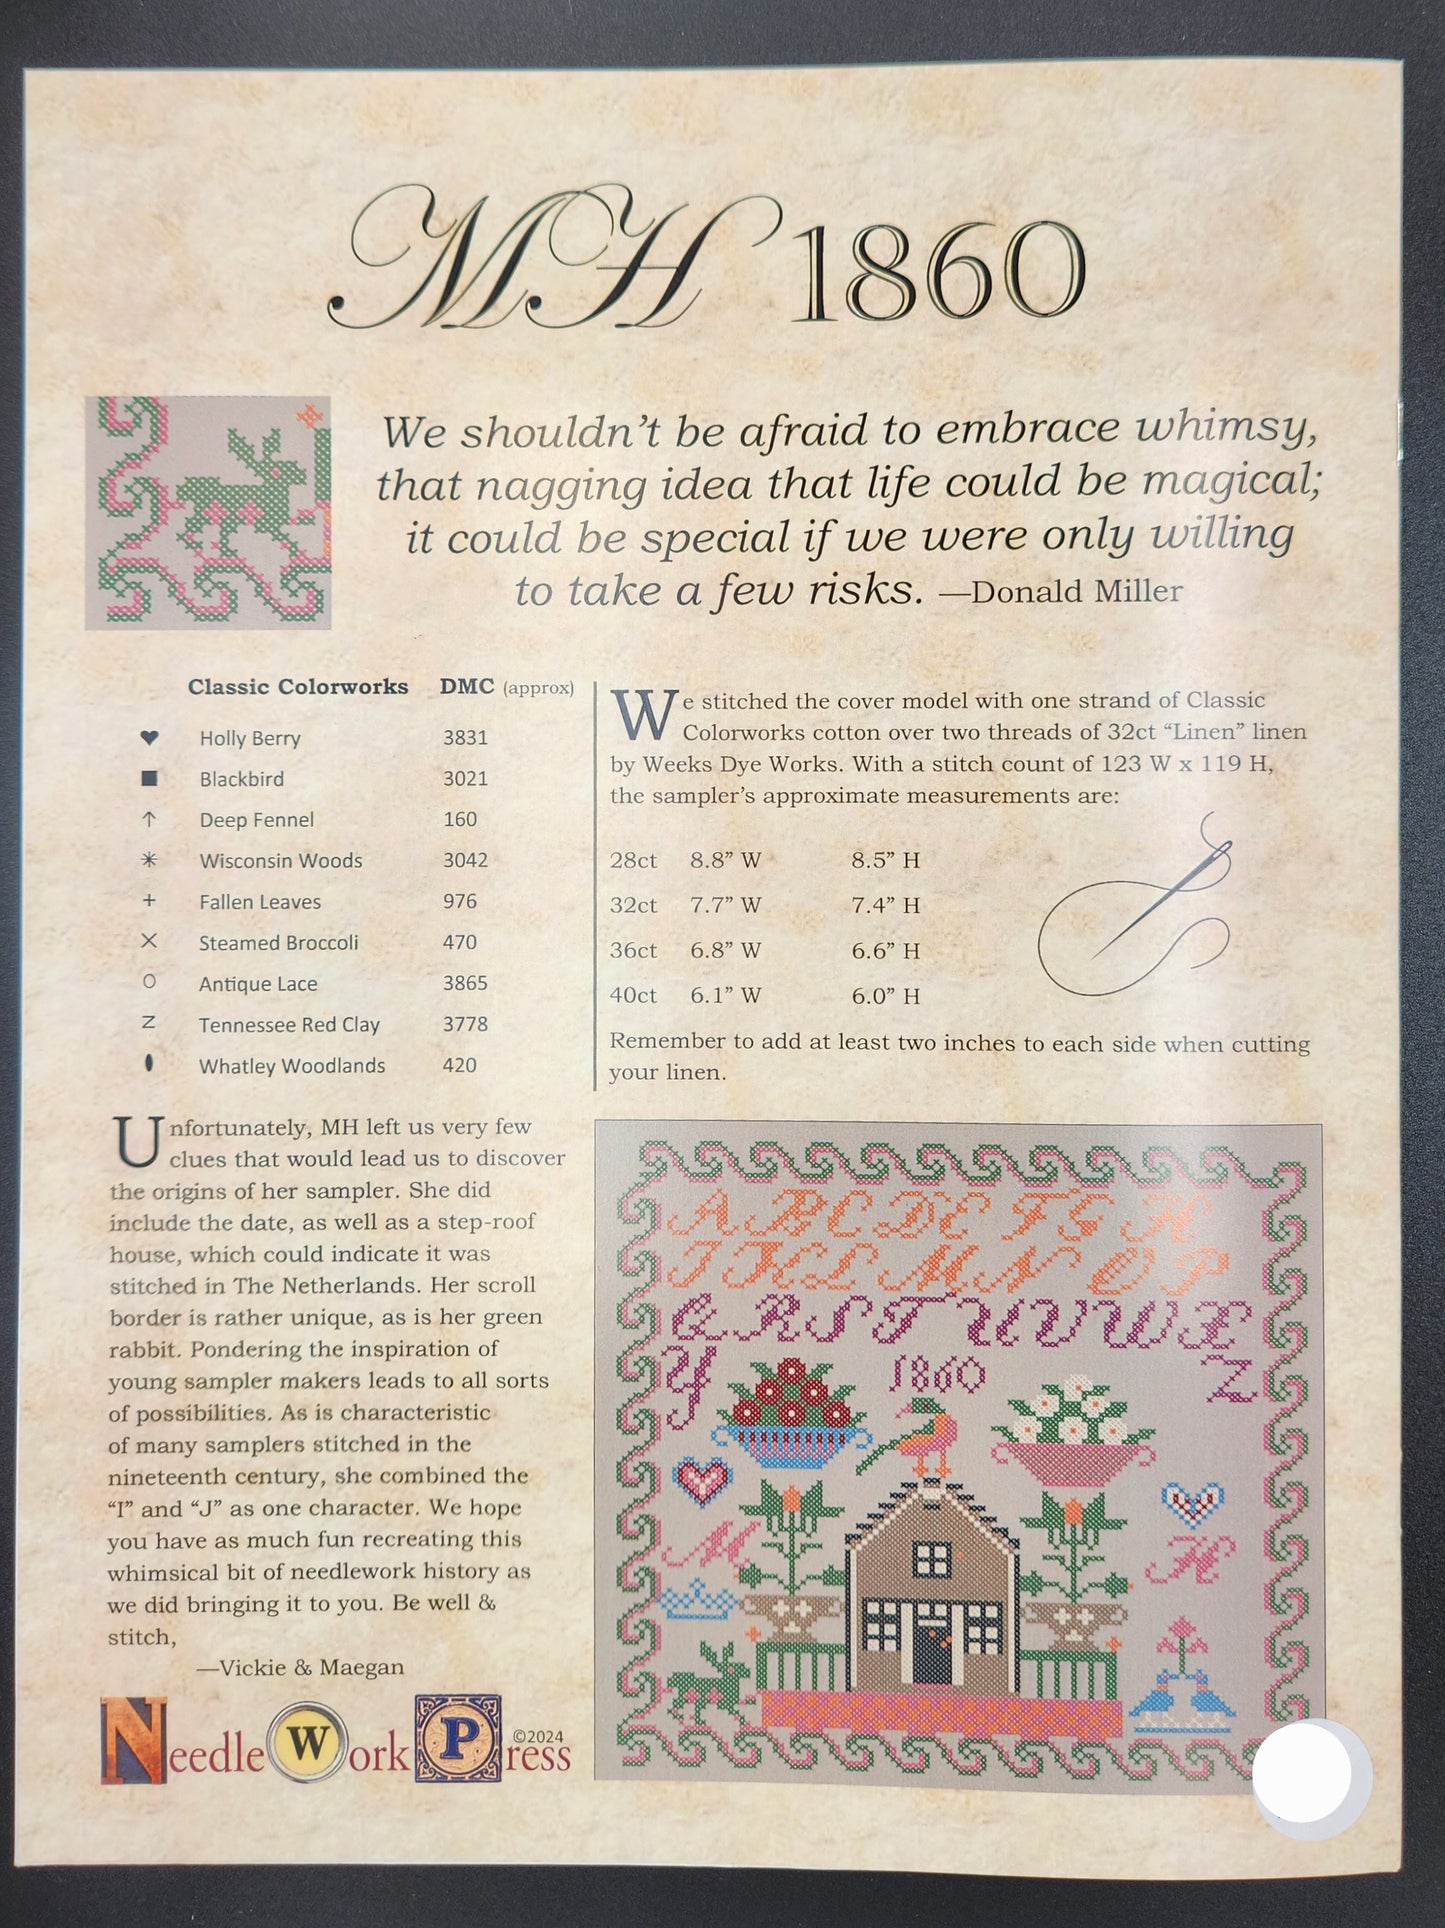 MH 1860
We shouldn't be afraid to embrace whimsy,
that nagging idea that life could be magical;
it could be special if we were only willing
to take a few risks. —Donald Miller
Classic Colorworks DMC (approx)
♥ Holly Berry 3831
■ Blackbird 3021
↑ Deep Fennel 160
✳ Wisconsin Woods 3042
+ Fallen Leaves 976
X Steamed Broccoli 470
O Antique Lace 3865
Z Tennessee Red Clay 3778
⬮ Whatley Woodlands 420
We stitched the cover model with one strand of Classic
Colorworks cotton over two threads of 32ct “Linen” linen
by Weeks Dye Works. With a stitch count of 123 W x 119 H,
the sampler’s approximate measurements are:
28ct 8.8” W 8.5” H
32ct 7.7” W 7.4” H
36ct 6.8” W 6.6” H
40ct 6.1” W 6.0” H
Remember to add at least two inches to each side when cutting
your linen.
Unfortunately, MH left us very few
clues that would lead us to discover
the origins of her sampler. She did
include the date, as well as a step-roof
house, which could indicate it was
stitched in The Netherlands. Her scroll
border is rather unique, as is her green
rabbit. Pondering the inspiration of
young sampler makers leads to all sorts
of possibilities. As is characteristic
of many samplers stitched in the
nineteenth century, she combined the
“I” and “J” as one character. We hope
you have as much fun recreating this
whimsical bit of needlework history as
we did bringing it to you. Be well &
stitch,
—Vickie & Maegan
NeedleWork Press
©2024
A B C D E F G H
I K L M N O P
Q R S T U V W X
Y 1860 Z
M H